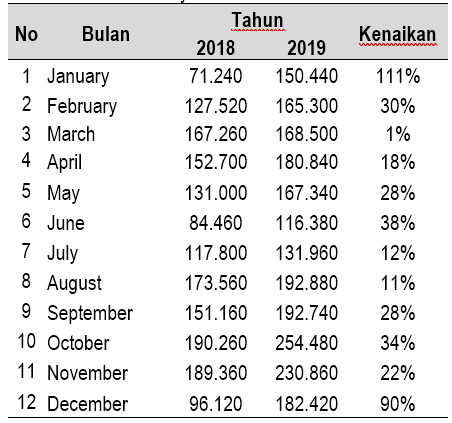 No Bulan Tahun Kenaikan
2018 2019
1 January 71.240 150.440 111%
2 February 127.520 165.300 30%
3 March 167.260 168.500 1%
4 April 152.700 180.840 18%
5 May 131.000 167.340 28%
6 June 84.460 116.380 38%
7 July 117.800 131.960 12%
8 August 173.560 192.880 11%
9 September 151.160 192.740 28%
10 October 190.260 254.480 34%
11 November 189.360 230.860 22%
12 December 96.120 182.420 90%